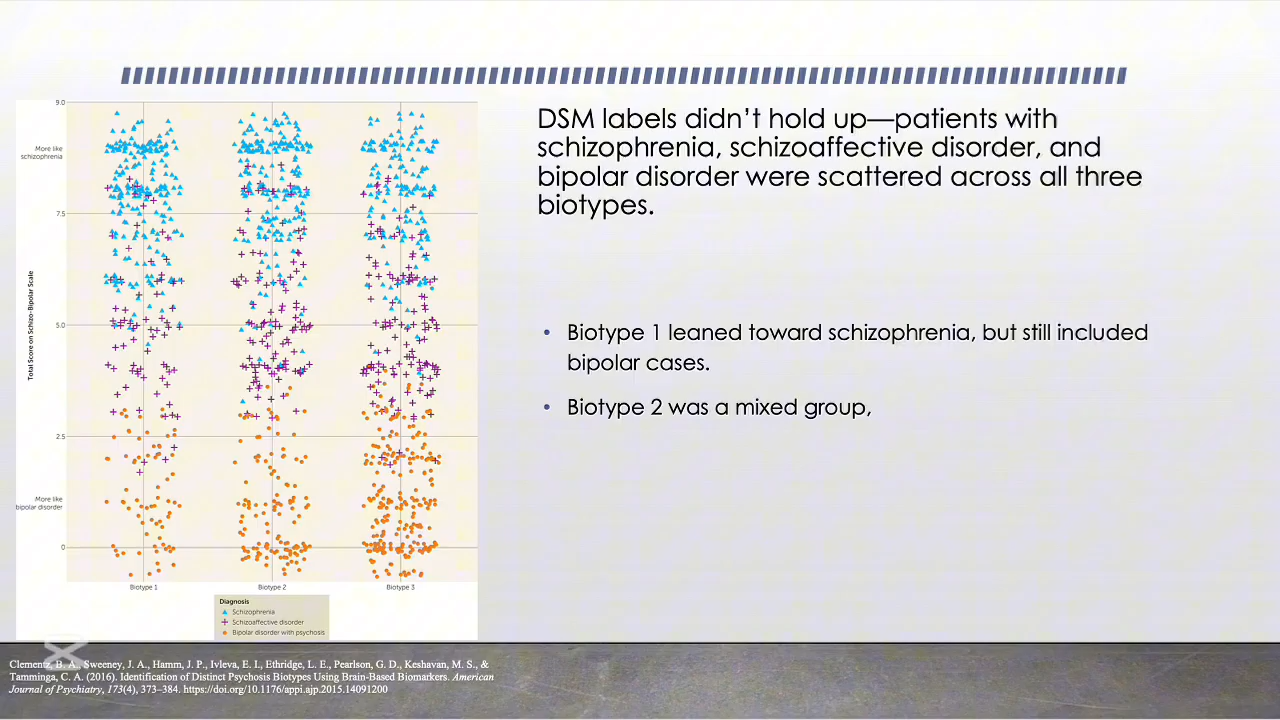 DSM labels didn’t hold up—patients with
schizophrenia, schizoaffective disorder, and
bipolar disorder were scattered across all three
biotypes.
• Biotype 1 leaned toward schizophrenia, but still included
bipolar cases.
• Biotype 2 was a mixed group,
9.0
More like
schizophrenia
7.5
Total Score on Schizo-Bipolar Scale
5.0
2.5
More like
bipolar disorder
0
Biotype 1
Biotype 2
Biotype 3
Diagnosis
Schizophrenia
Schizoaffective disorder
Bipolar disorder with psychosis
Clementz, B. A., Sweeney, J. A., Hamm, J. P., Ivleva, E. I., Ethridge, L. E., Pearlson, G. D., Keshavan, M. S., &
Tamminga, C. A. (2016). Identification of Distinct Psychosis Biotypes Using Brain-Based Biomarkers. American
Journal of Psychiatry, 173(4), 373–384. https://doi.org/10.1176/appi.ajp.2015.14091200